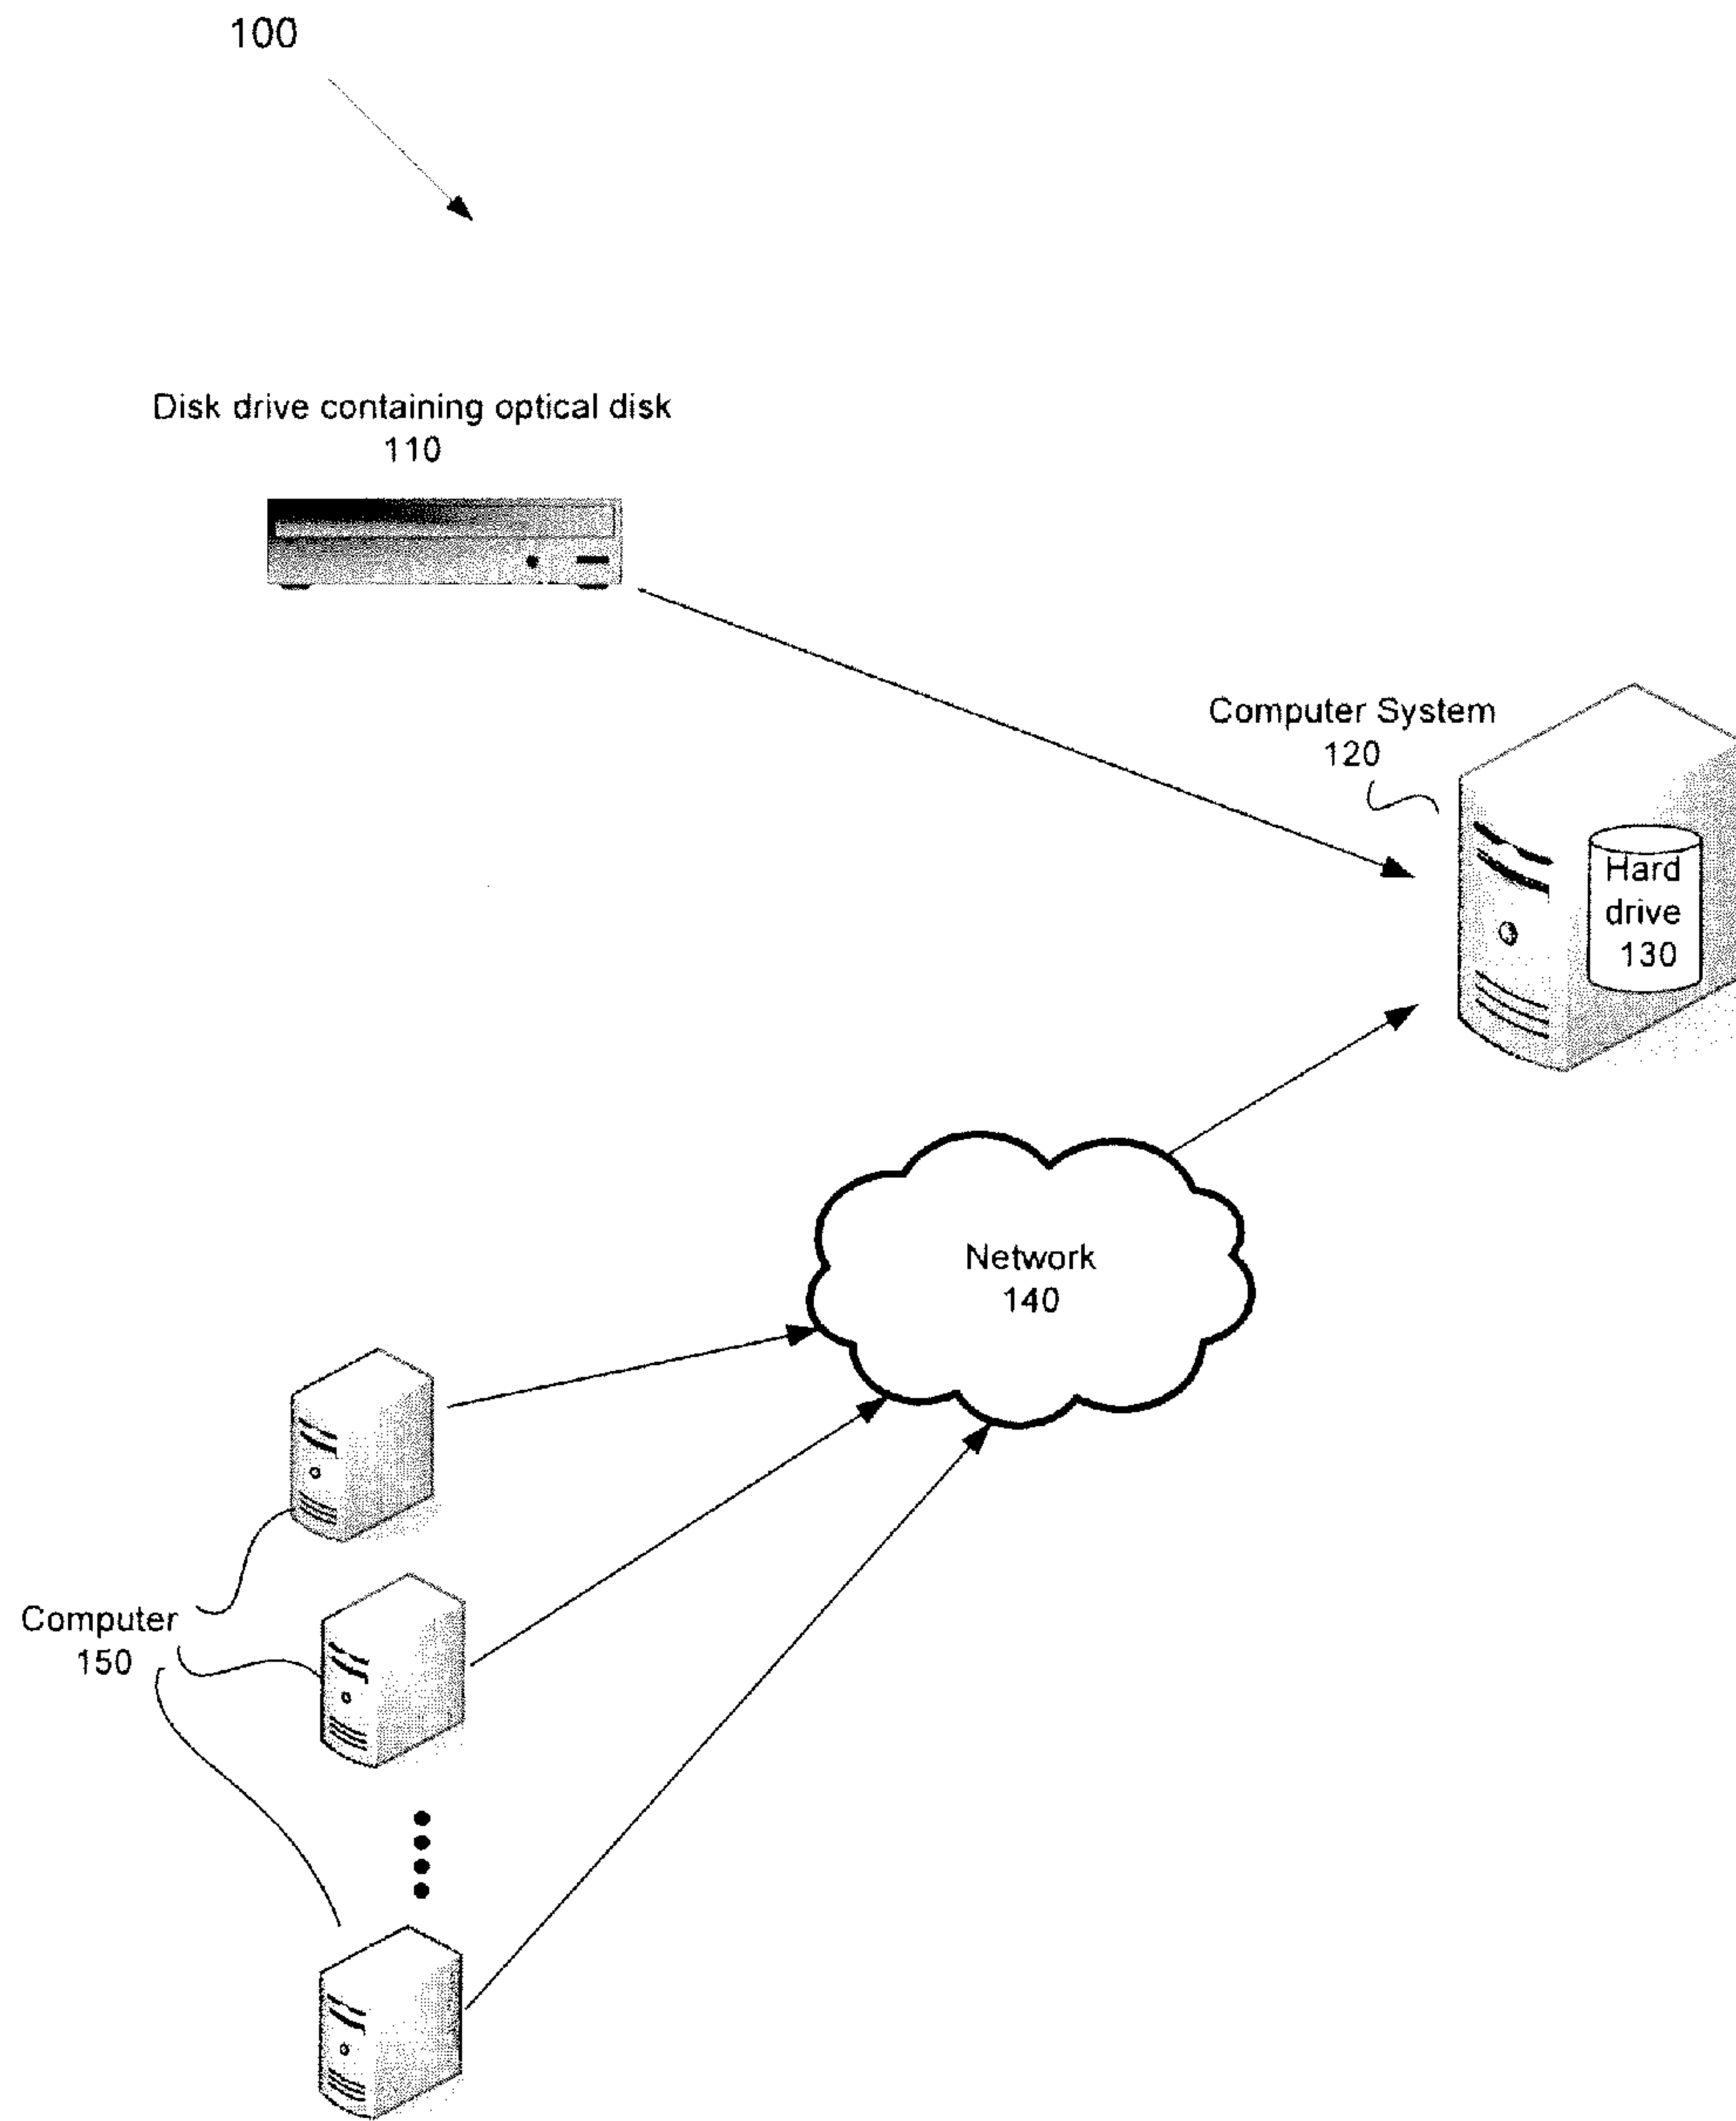 100
Disk drive containing optical disk
110
Computer System
120
Hard
drive
130
Network
140
Computer
150